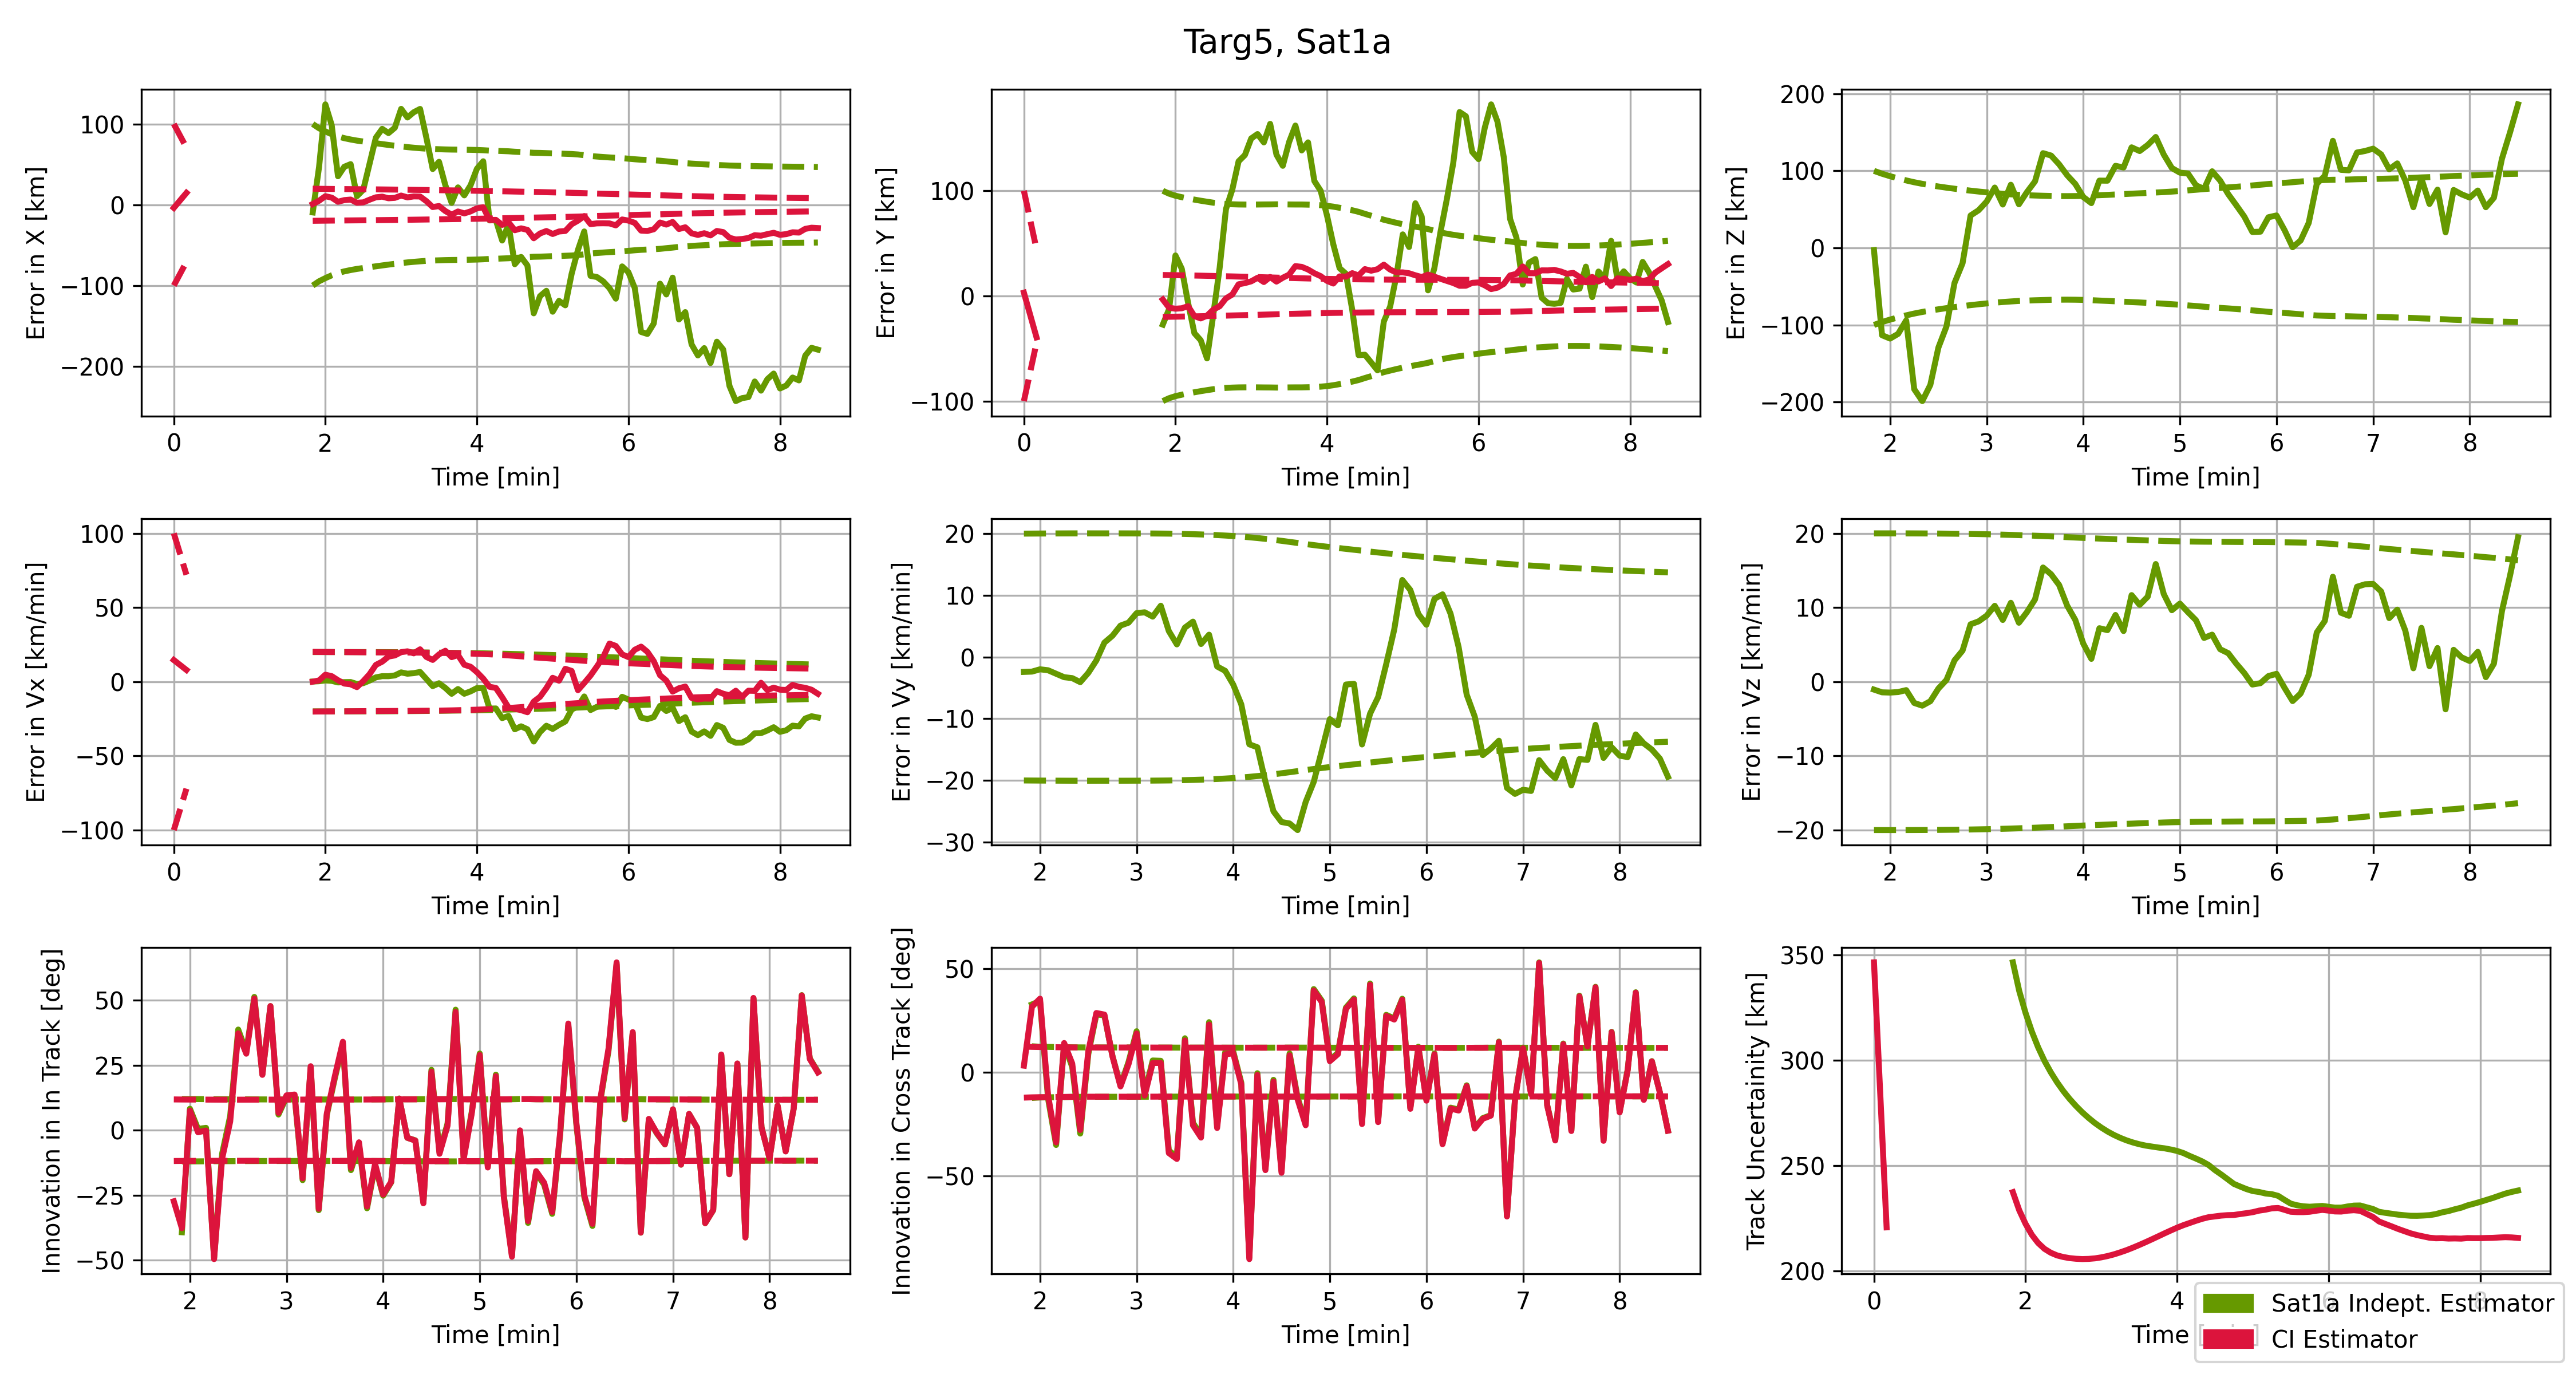 Targ5, Sat1a
Error in X [km]
100
0
−100
−200
0 2 4 6 8
Time [min]
Error in Y [km]
100
0
−100
0 2 4 6 8
Time [min]
Error in Z [km]
200
100
0
−100
−200
2 3 4 5 6 7 8
Time [min]
Error in Vx [km/min]
100
50
0
−50
−100
0 2 4 6 8
Time [min]
Error in Vy [km/min]
20
10
0
−10
−20
−30
2 3 4 5 6 7 8
Time [min]
Error in Vz [km/min]
20
10
0
−10
−20
2 3 4 5 6 7 8
Time [min]
Innovation in In Track [deg]
50
25
0
−25
−50
2 3 4 5 6 7 8
Time [min]
Innovation in Cross Track [deg]
50
0
−50
2 3 4 5 6 7 8
Time [min]
Track Uncertainity [km]
350
300
250
200
0 2 4 6 8
Time
Sat1a Indept. Estimator
CI Estimator